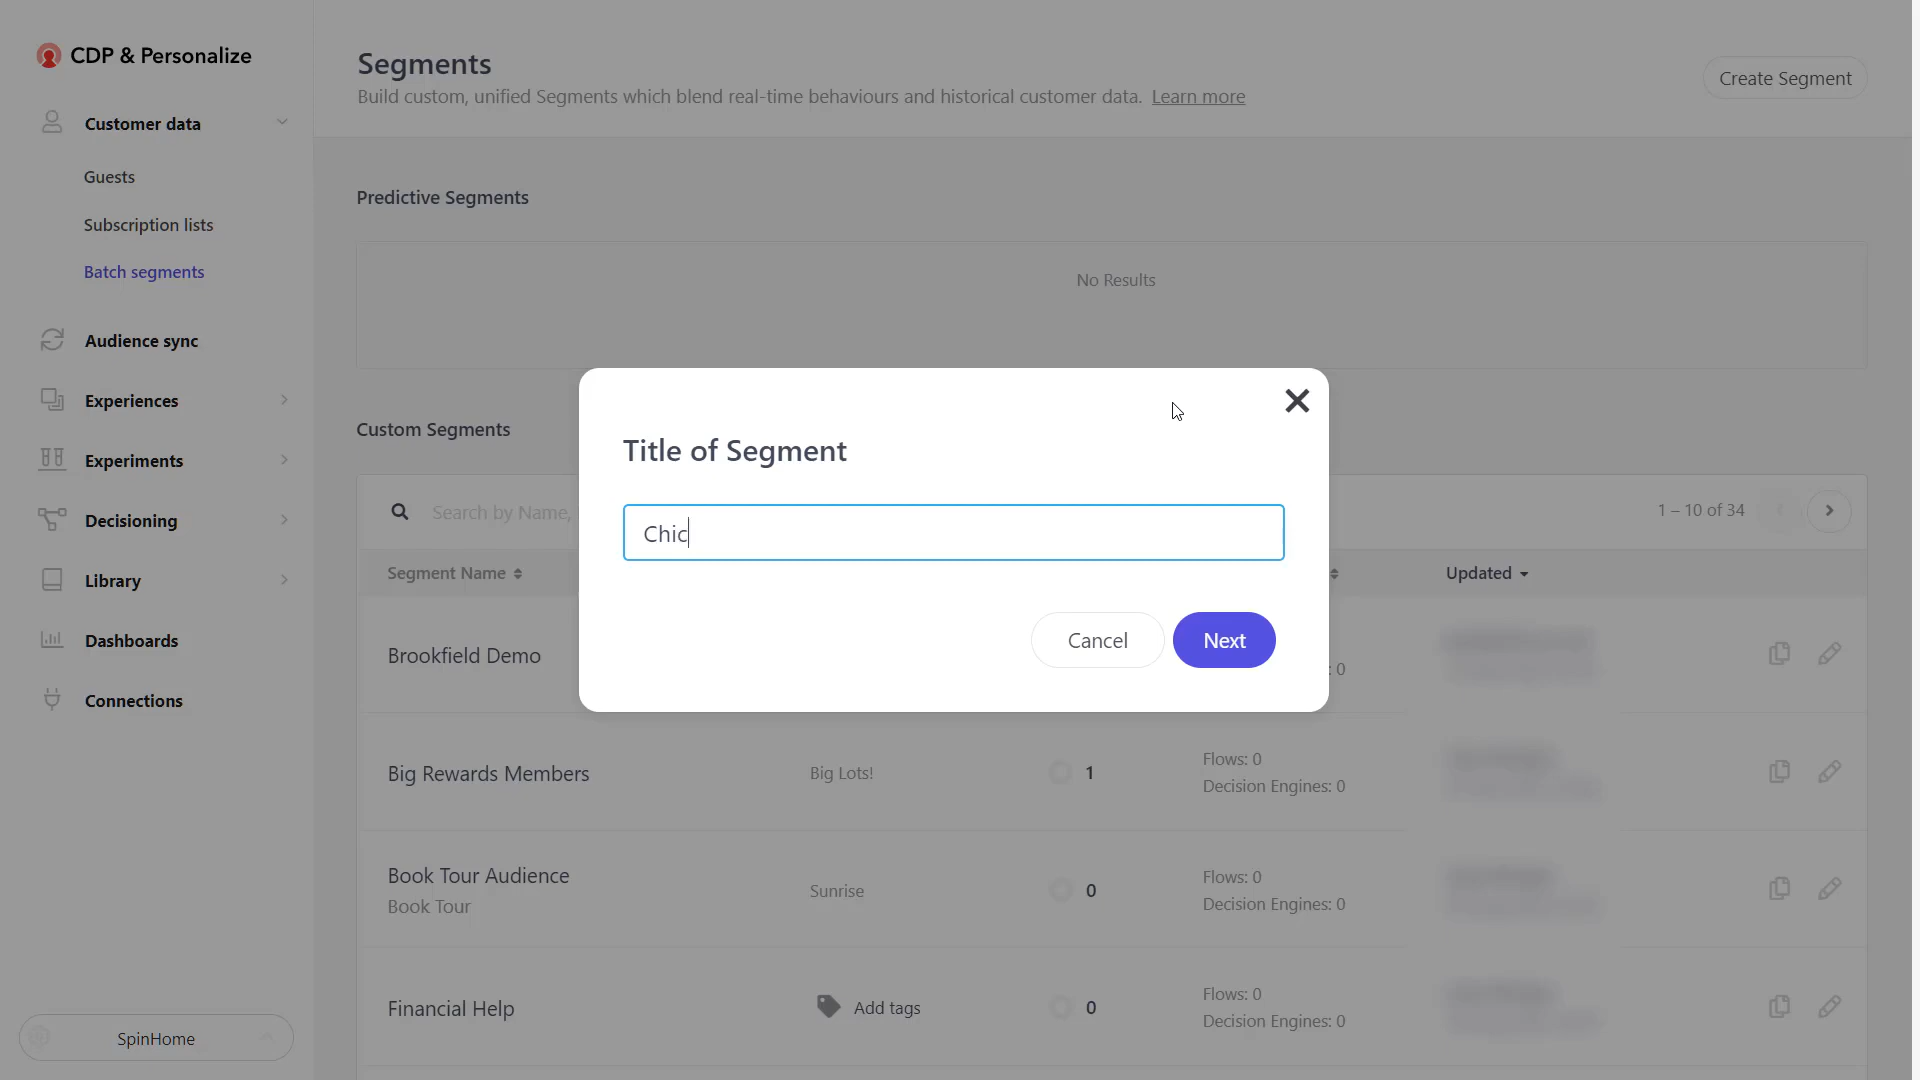 CDP & Personalize
Customer data
Guests
Subscription lists
Batch segments
Audience sync
Experiences
Experiments
Decisioning
Library
Dashboards
Connections
SpinHome
Segments
Build custom, unified Segments which blend real-time behaviours and historical customer data. Learn more
Create Segment
Predictive Segments
No Results
Custom Segments
Title of Segment
Chic
Cancel
Next
Search by Name,
1 – 10 of 34
Segment Name
Updated
Brookfield Demo
: 0
Big Rewards Members
Big Lots!
1
Flows: 0
Decision Engines: 0
Book Tour Audience
Book Tour
Sunrise
0
Flows: 0
Decision Engines: 0
Financial Help
Add tags
0
Flows: 0
Decision Engines: 0